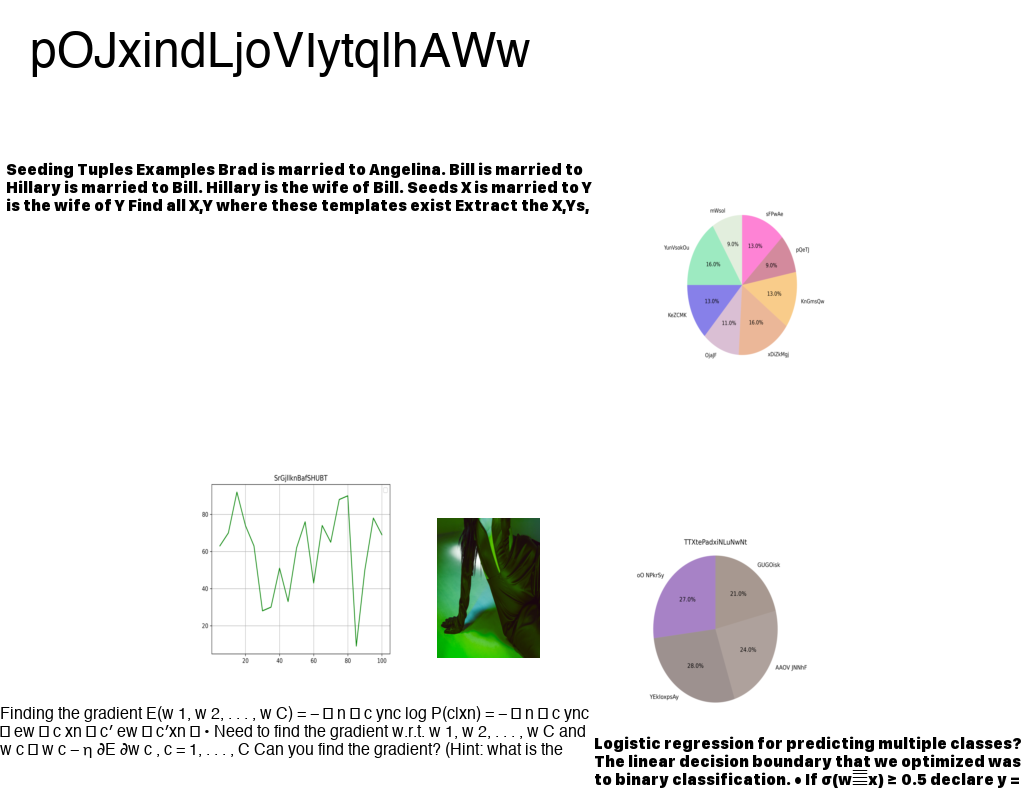 pOJxindLjoVIytqlhAWw
Seeding Tuples Examples Brad is married to Angelina. Bill is married to
Hillary is married to Bill. Hillary is the wife of Bill. Seeds X is married to Y
is the wife of Y Find all X,Y where these templates exist Extract the X,Ys,
mWsoI
sFPwAe
YunVsokOu
pQeTJ
9.0%
13.0%
16.0%
9.0%
13.0%
13.0%
KnGmsQw
KeZCMK
11.0%
16.0%
OjaJF
xDiZkMgJ
SrGjIlknBafSHUBT
80
60
40
20
20
40
60
80
100
TTXtePadxiNLuNwNt
oO NPkrSy
GUGOisk
27.0%
21.0%
28.0%
24.0%
AAOV JNNhF
YEkloxpsAy
Finding the gradient E(w 1, w 2, . . . , w C) = – □ n □ c ync log P(c|xn) = – □ n □ c ync
□ ew □ c xn □ c′ ew □ c′xn □ • Need to find the gradient w.r.t. w 1, w 2, . . . , w C and
w c □ w c – η ∂E ∂w c , c = 1, . . . , C Can you find the gradient? (Hint: what is the
Logistic regression for predicting multiple classes?
The linear decision boundary that we optimized was
to binary classification. • If σ(w x) ≥ 0.5 declare y =